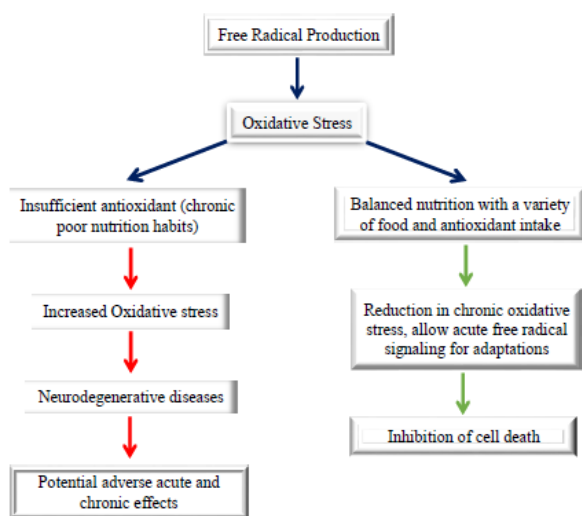 Free Radical Production
Oxidative Stress
Insufficient antioxidant (chronic
poor nutrition habits)
Increased Oxidative stress
Neurodegenerative diseases
Potential adverse acute and
chronic effects
Balanced nutrition with a variety
of food and antioxidant intake
Reduction in chronic oxidative
stress, allow acute free radical
signaling for adaptations
Inhibition of cell death